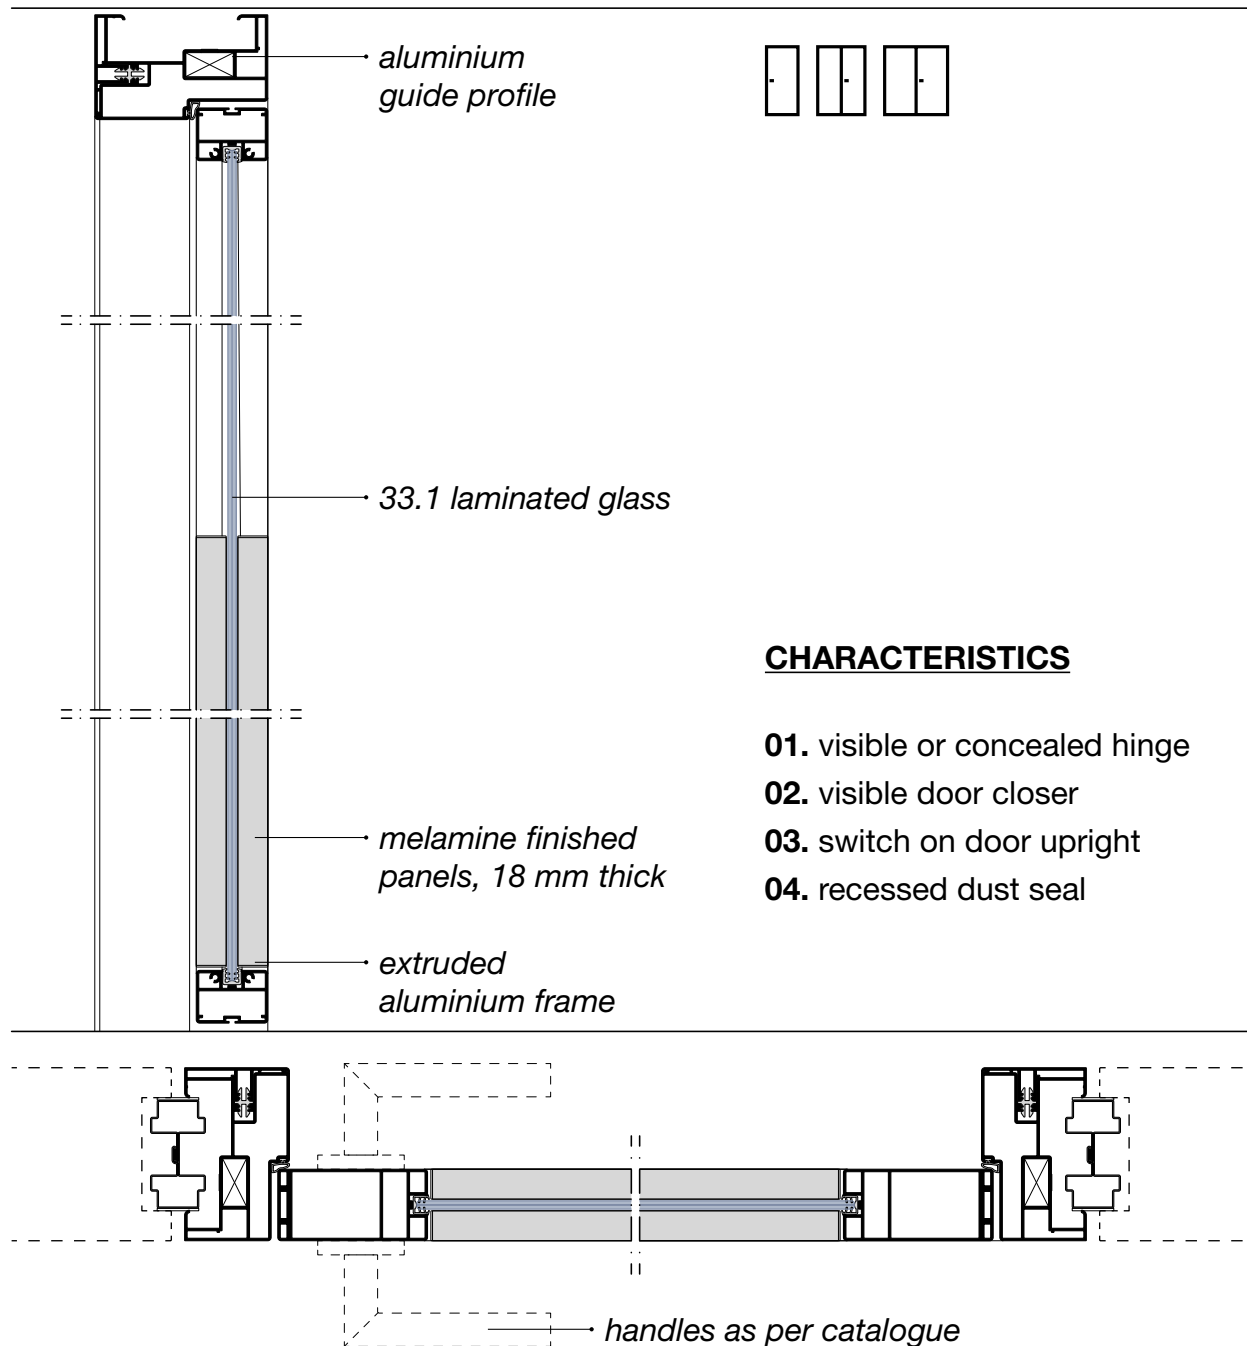 aluminium
guide profile
33.1 laminated glass
CHARACTERISTICS
01. visible or concealed hinge
02. visible door closer
03. switch on door upright
04. recessed dust seal
melamine finished
panels, 18 mm thick
extruded
aluminium frame
handles as per catalogue